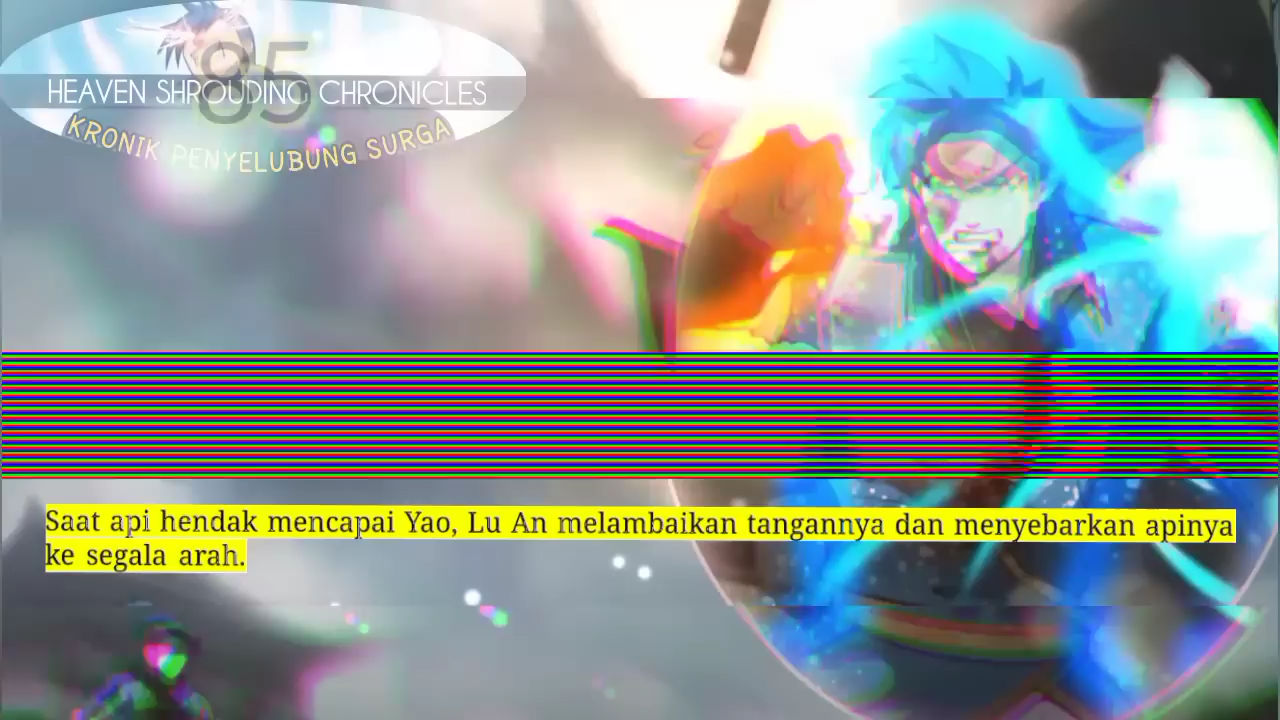 85
HEAVEN SHROUDING CHRONICLES
KRONIK PENYELUBUNG SURGA
Saat api hendak mencapai Yao, Lu An melambaikan tangannya dan menyebarkan apinya
ke segala arah.